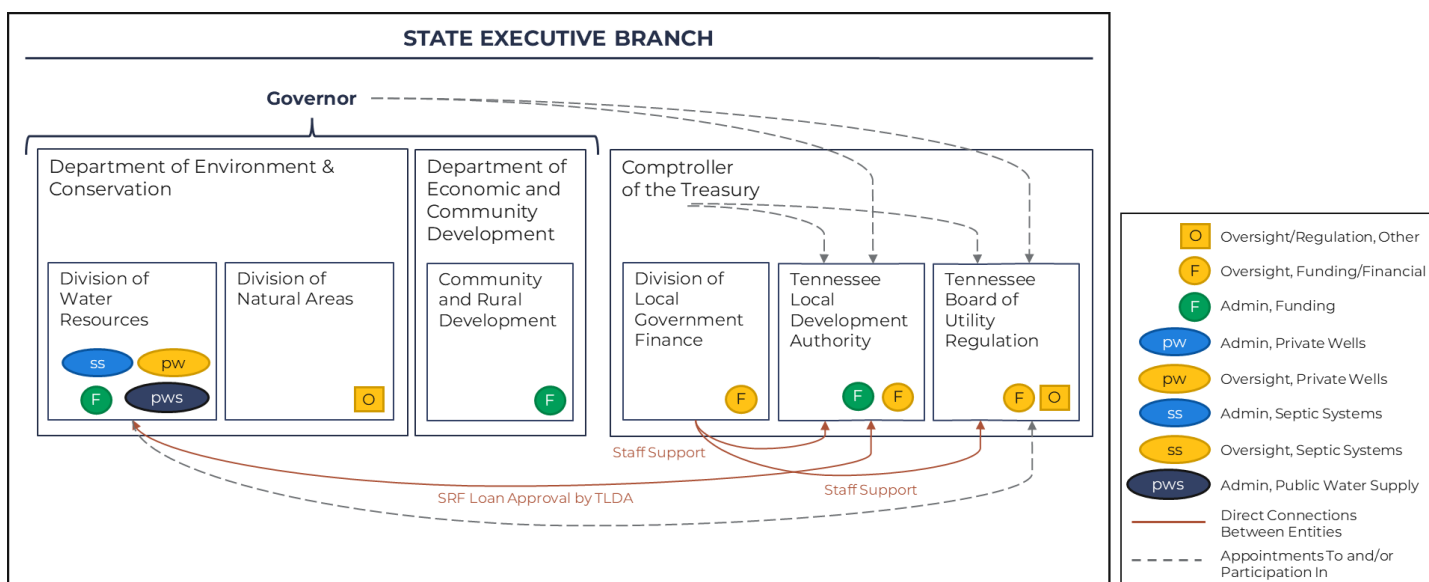 STATE EXECUTIVE BRANCH
Governor
Department of Environment &
Conservation
Department of
Economic and
Community
Development
Comptroller
of the Treasury
Division of
Water
Resources
ss
pw
F
pws
Division of
Natural Areas
O
Community
and Rural
Development
F
Division of
Local
Government
Finance
F
Tennessee
Local
Development
Authority
F
F
Tennessee
Board of
Utility
Regulation
F
O
Staff Support
SRF Loan Approval by TLDA
Staff Support
O Oversight/Regulation, Other
F Oversight, Funding/Financial
F Admin, Funding
pw Admin, Private Wells
pw Oversight, Private Wells
ss Admin, Septic Systems
ss Oversight, Septic Systems
pws Admin, Public Water Supply
Direct Connections
Between Entities
Appointments To and/or
Participation In